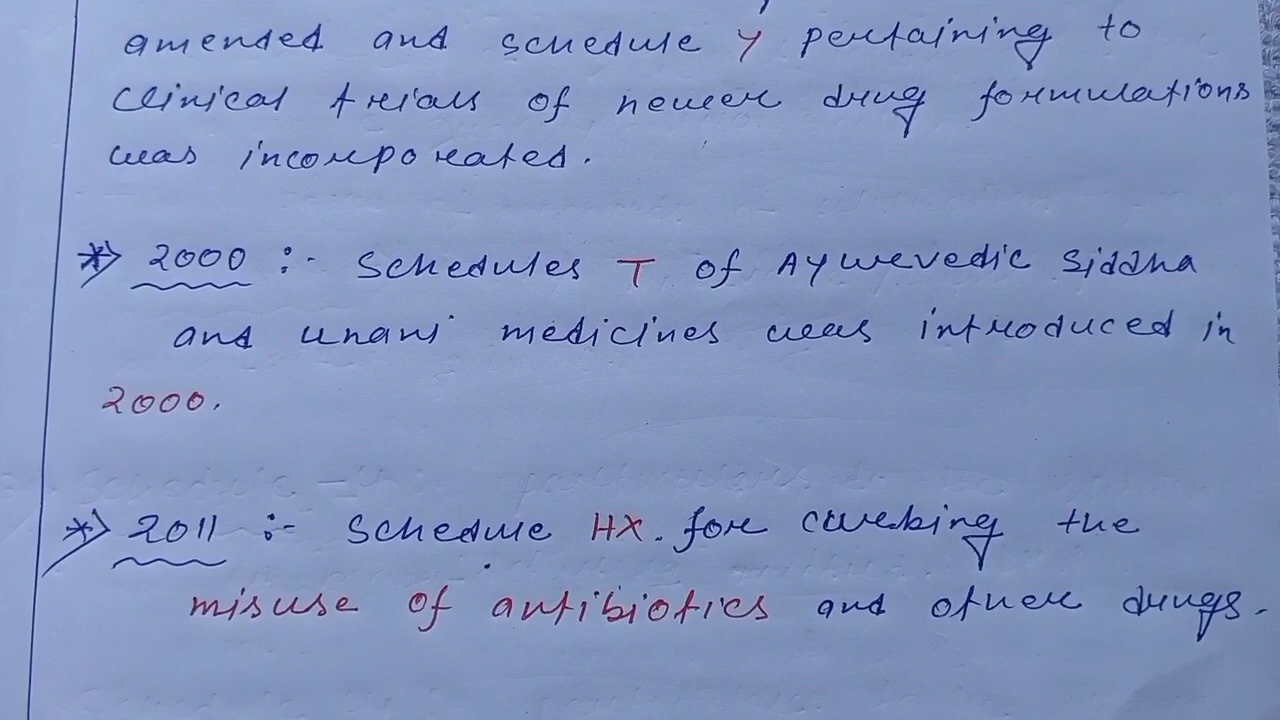 amended and schedule Y pertaining to
clinical trials of newer drug formulations
was incorporated.
*> 2000 :- Schedules T of Ayurvedic Siddha
and unani medicines was introduced in
2000.
*> 2011 :- Schedule HX. for curbing the
misuse of antibiotics and other drugs.